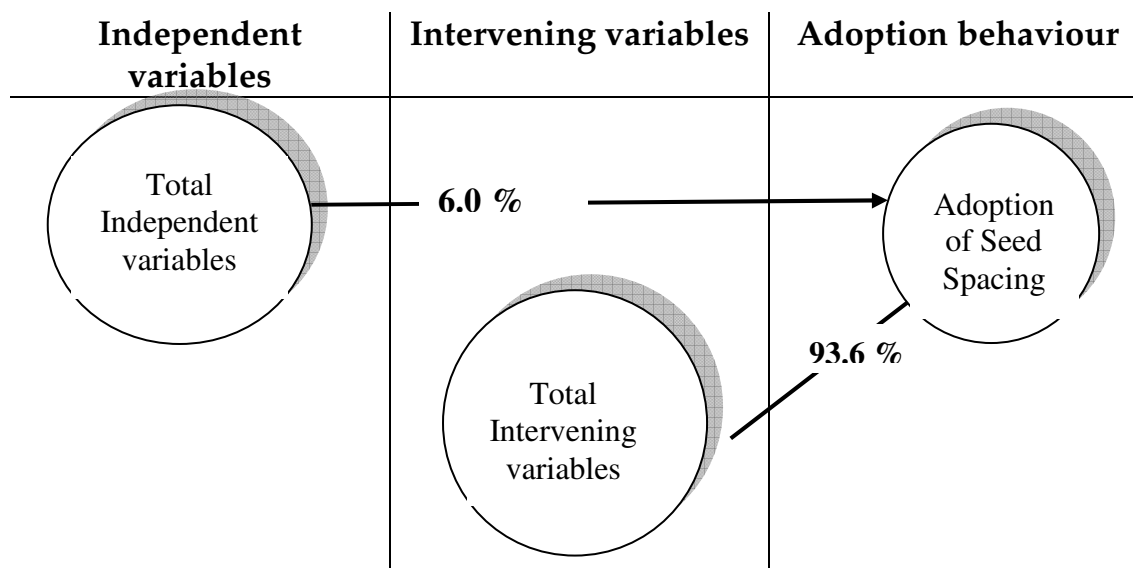 Independent
variables
Intervening variables
Adoption behaviour
Total
Independent
variables
6.0 %
Adoption
of Seed
Spacing
93.6 %
Total
Intervening
variables